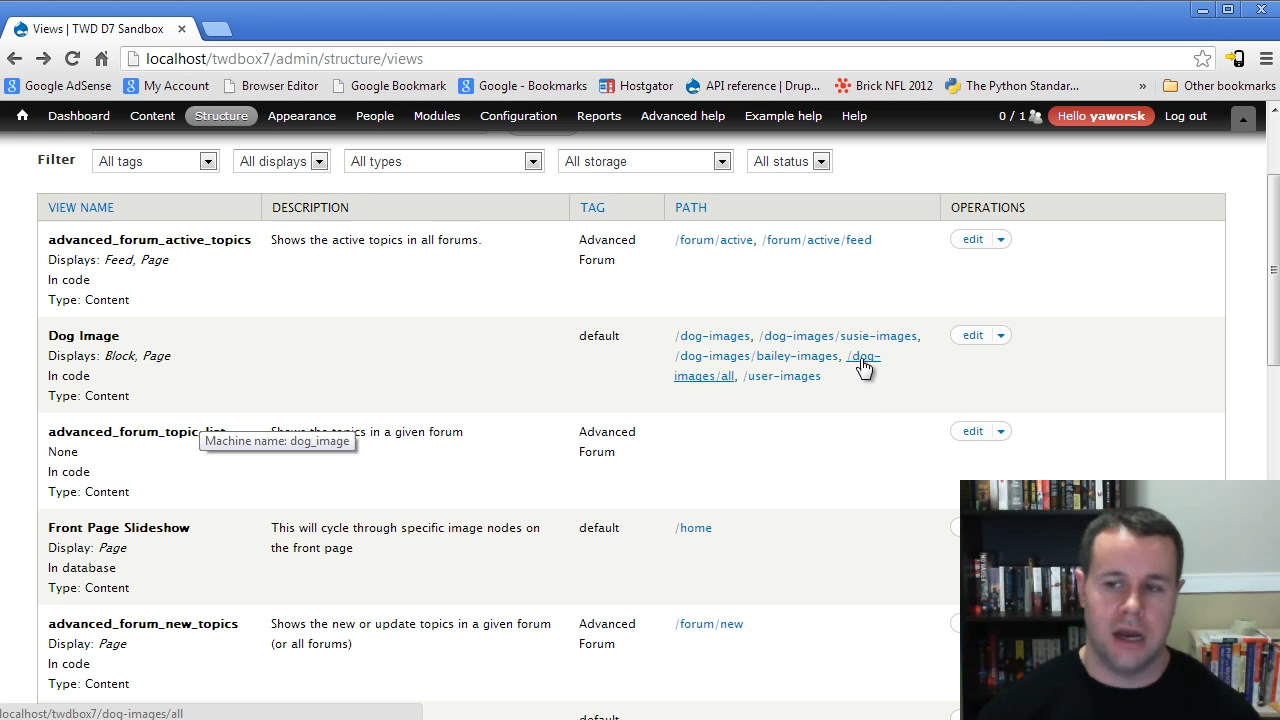 Views | TWD D7 Sandbox
localhost/twdbox7/admin/structure/views
Google AdSense My Account Browser Editor Google Bookmark Google - Bookmarks Hostgator API reference | Drup... Brick NFL 2012 The Python Standar... » Other bookmarks
Dashboard Content Structure Appearance People Modules Configuration Reports Advanced help Example help Help 0 / 1 Hello yaworsk Log out
Filter All tags All displays All types All storage All status
VIEW NAME DESCRIPTION TAG PATH OPERATIONS
advanced_forum_active_topics Shows the active topics in all forums. Advanced /forum/active, /forum/active/feed edit
Displays: Feed, Page Forum
In code
Type: Content
Dog Image default /dog-images, /dog-images/susie-images, edit
Displays: Block, Page /dog-images/bailey-images, /dog-
In code images/all, /user-images
Type: Content
advanced_forum_topic_list Shows the topics in a given forum Advanced edit
Machine name: dog_image
None Forum
In code
Type: Content
Front Page Slideshow This will cycle through specific image nodes on default /home
Display: Page the front page
In database
Type: Content
advanced_forum_new_topics Shows the new or update topics in a given forum Advanced /forum/new
Display: Page (or all forums) Forum
In code
Type: Content
localhost/twdbox7/dog-images/all